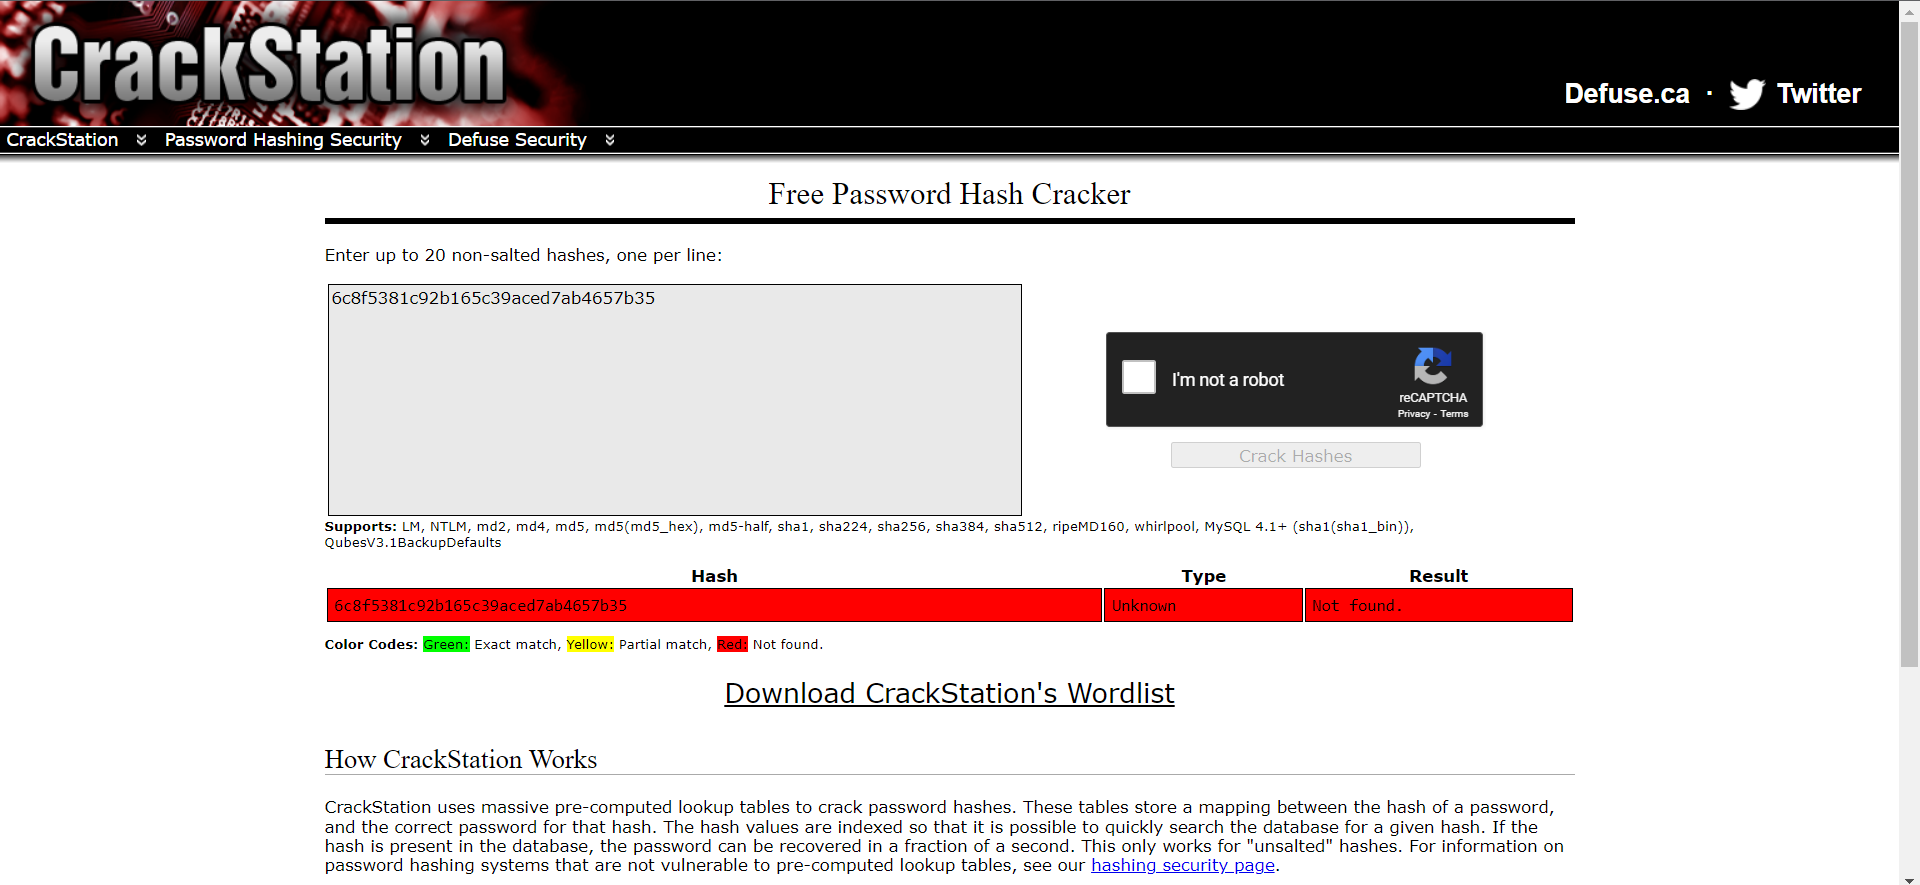 CrackStation
Defuse.ca · Twitter
CrackStation Password Hashing Security Defuse Security
Free Password Hash Cracker
Enter up to 20 non-salted hashes, one per line:
6c8f5381c92b165c39aced7ab4657b35
I'm not a robot
reCAPTCHA
Privacy - Terms
Crack Hashes
Supports: LM, NTLM, md2, md4, md5, md5(md5_hex), md5-half, sha1, sha224, sha256, sha384, sha512, ripeMD160, whirlpool, MySQL 4.1+ (sha1(sha1_bin)),
QubesV3.1BackupDefaults
Hash Type Result
6c8f5381c92b165c39aced7ab4657b35 Unknown Not found.
Color Codes: Green: Exact match, Yellow: Partial match, Red: Not found.
Download CrackStation's Wordlist
How CrackStation Works
CrackStation uses massive pre-computed lookup tables to crack password hashes. These tables store a mapping between the hash of a password,
and the correct password for that hash. The hash values are indexed so that it is possible to quickly search the database for a given hash. If the
hash is present in the database, the password can be recovered in a fraction of a second. This only works for "unsalted" hashes. For information on
password hashing systems that are not vulnerable to pre-computed lookup tables, see our hashing security page.